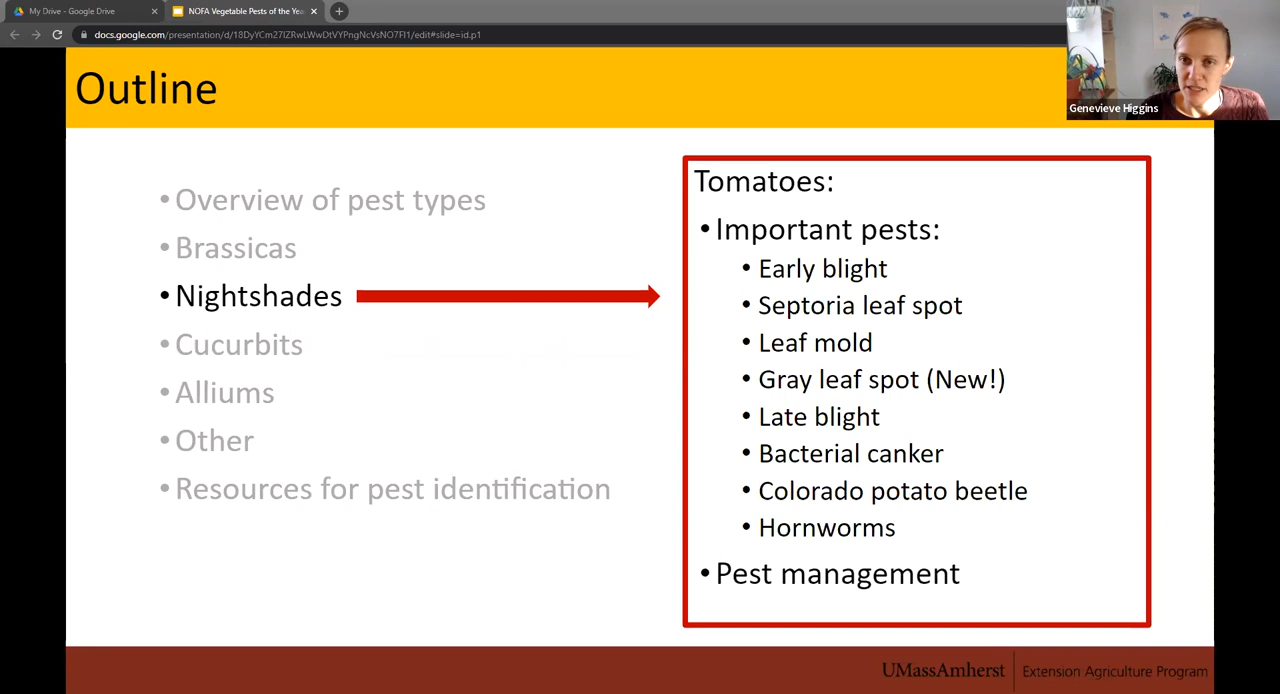 My Drive - Google Drive
NOFA Vegetable Pests of the Yea
docs.google.com/presentation/d/18DyYCm27IZRwLWwDtVYPngNcVsNO7FI1/edit#slide=id.p1
Outline
Genevieve Higgins
• Overview of pest types
• Brassicas
• Nightshades
• Cucurbits
• Alliums
• Other
• Resources for pest identification
Tomatoes:
• Important pests:
• Early blight
• Septoria leaf spot
• Leaf mold
• Gray leaf spot (New!)
• Late blight
• Bacterial canker
• Colorado potato beetle
• Hornworms
• Pest management
UMassAmherst
Extension Agriculture Program